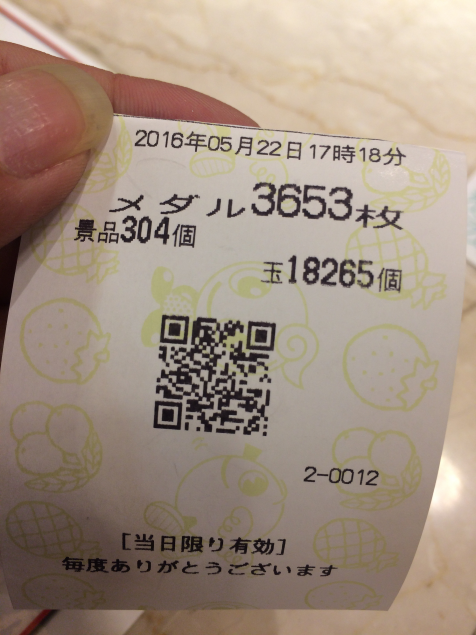 2016年05月22日17時18分
メダル3653枚
景品304個
玉18265個
2-0012
[当日限り有効]
毎度ありがとうございます